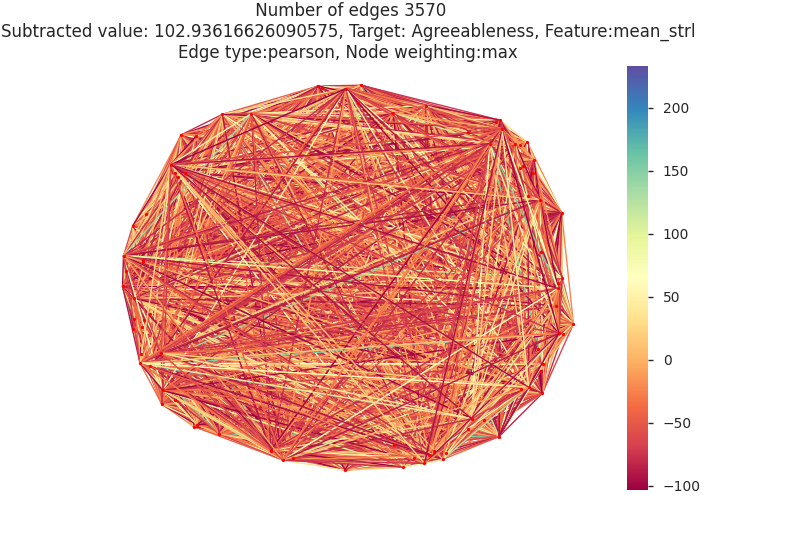 Number of edges 3570
Subtracted value: 102.93616626090575, Target: Agreeableness, Feature:mean_strl
Edge type:pearson, Node weighting:max
200
150
100
50
0
−50
−100